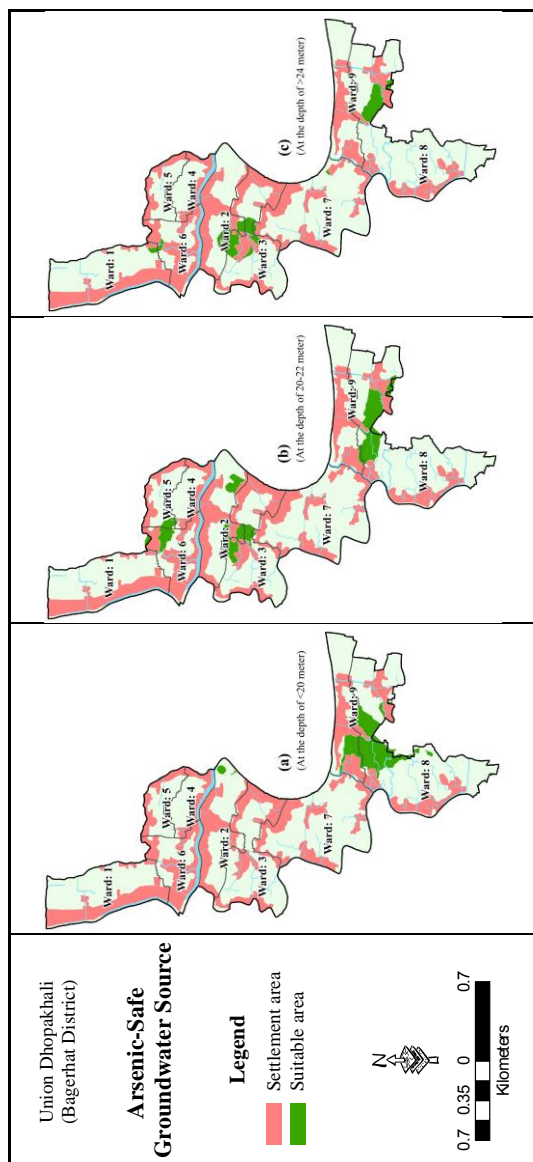 Union Dhopakhali
(Bagerhat District)
Arsenic-Safe
Groundwater Source
Legend
Settlement area
Suitable area
N
0.7 0.35 0 0.7
Kilometers
Ward: 1
Ward: 5
Ward: 4
Ward: 6
Ward: 2
Ward: 3
Ward: 7
Ward: 9
Ward: 8
(a)
(At the depth of <20 meter)
Ward: 1
Ward: 5
Ward: 4
Ward: 6
Ward: 2
Ward: 3
Ward: 7
Ward: 9
Ward: 8
(b)
(At the depth of 20-22 meter)
Ward: 1
Ward: 5
Ward: 4
Ward: 6
Ward: 2
Ward: 3
Ward: 7
Ward: 9
Ward: 8
(c)
(At the depth of >24 meter)